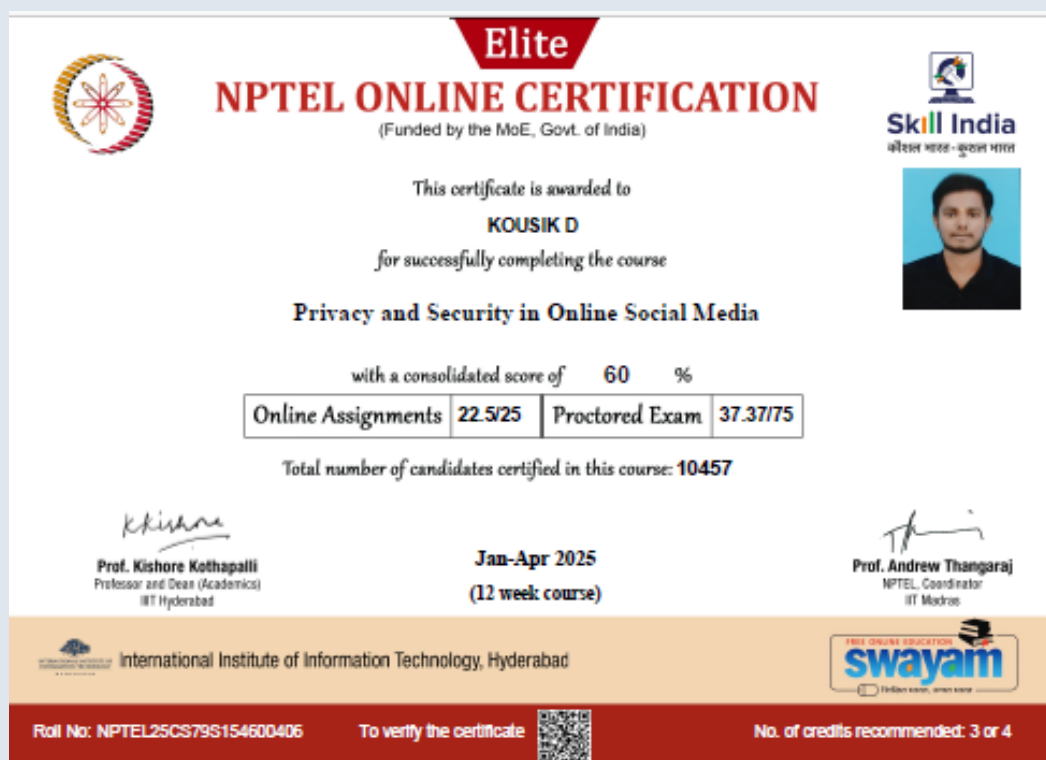 Elite
NPTEL ONLINE CERTIFICATION
(Funded by the MoE, Govt. of India)
Skill India
कौशल भारत - कुशल भारत
This certificate is awarded to
KOUSIK D
for successfully completing the course
Privacy and Security in Online Social Media
with a consolidated score of 60 %
Online Assignments 22.5/25 Proctored Exam 37.37/75
Total number of candidates certified in this course: 10457
KKishore
Prof. Kishore Kothapalli
Professor and Dean (Academics)
IIIT Hyderabad
Jan-Apr 2025
(12 week course)
Prof. Andrew Thangaraj
NPTEL, Coordinator
IIT Madras
International Institute of Information Technology, Hyderabad
FREE ONLINE EDUCATION
swayam
Roll No: NPTEL25CS79S154600406
To verify the certificate
No. of credits recommended: 3 or 4